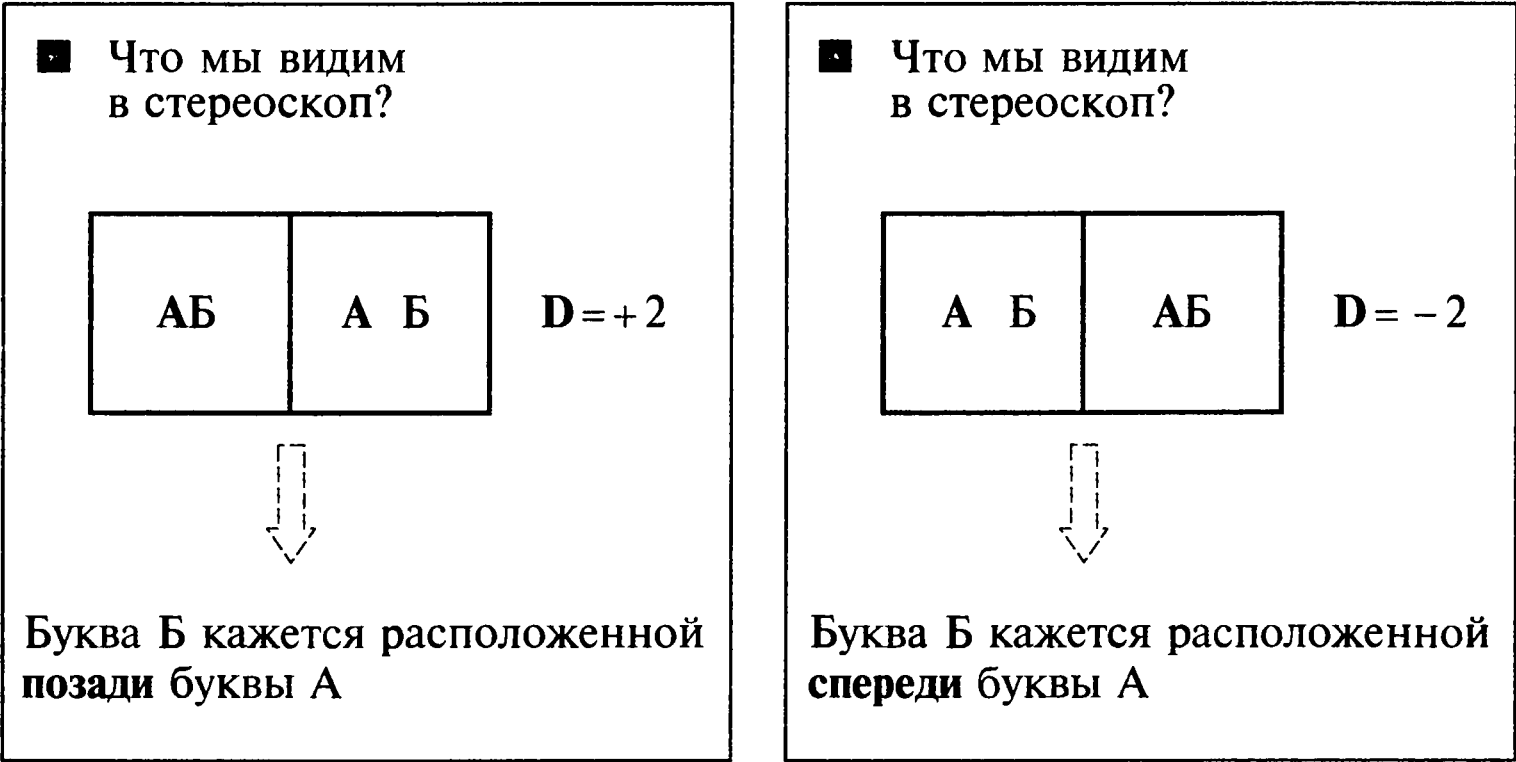 Что мы видим
в стереоскоп?
АБ А Б D = + 2
Буква Б кажется расположенной
позади буквы А
Что мы видим
в стереоскоп?
А Б АБ D = − 2
Буква Б кажется расположенной
спереди буквы А